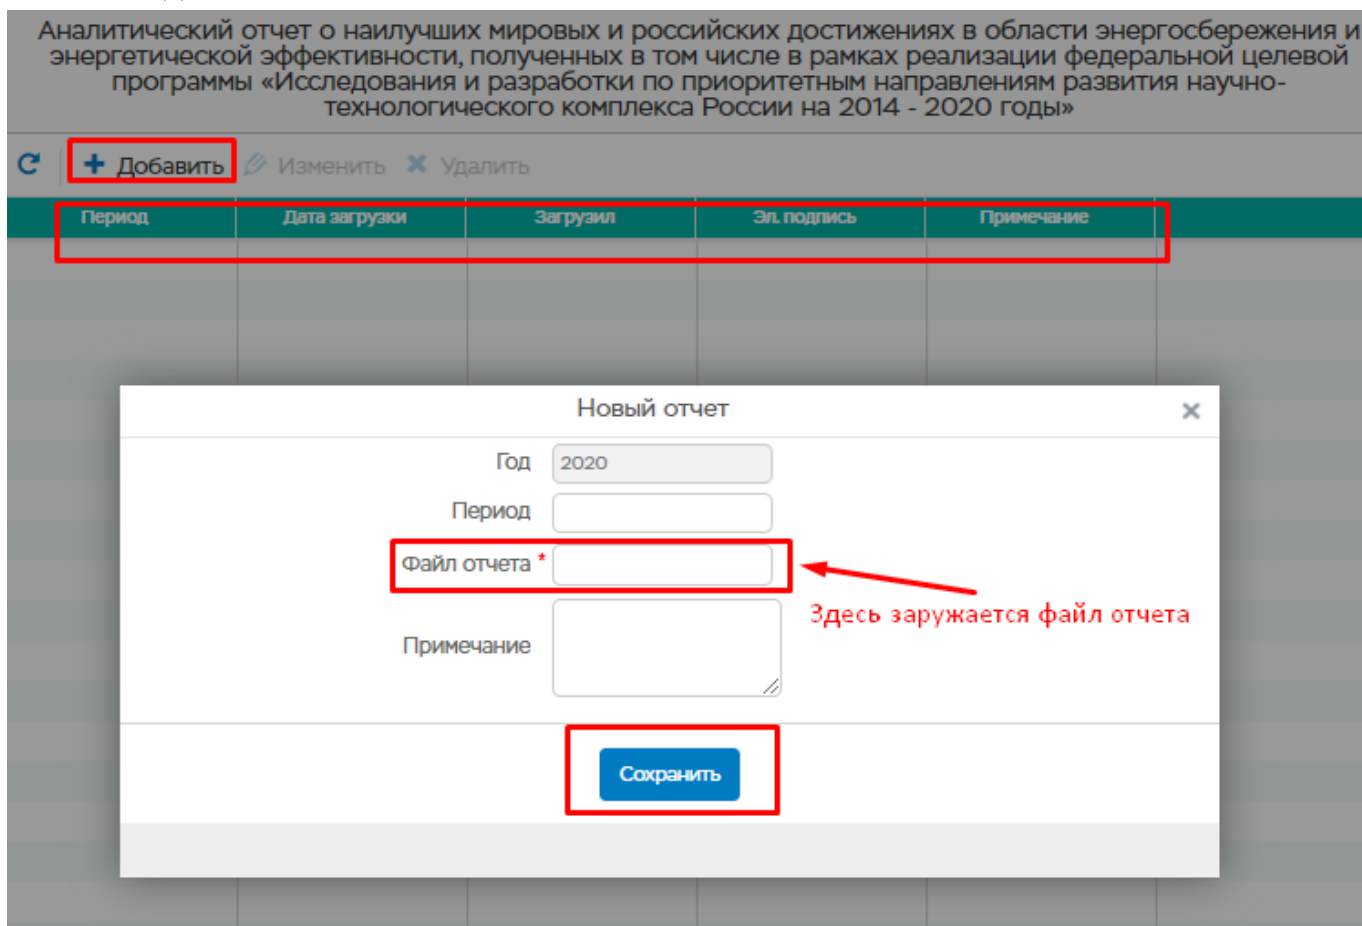 Аналитический отчет о наилучших мировых и российских достижениях в области энергосбережения и
энергетической эффективности, полученных в том числе в рамках реализации федеральной целевой
программы «Исследования и разработки по приоритетным направлениям развития научно-
технологического комплекса России на 2014 - 2020 годы»
Добавить Изменить Удалить
Период Дата загрузки Загрузил Эл. подпись Примечание
Новый отчет
Год 2020
Период
Файл отчета *
Здесь заружается файл отчета
Примечание
Сохранить